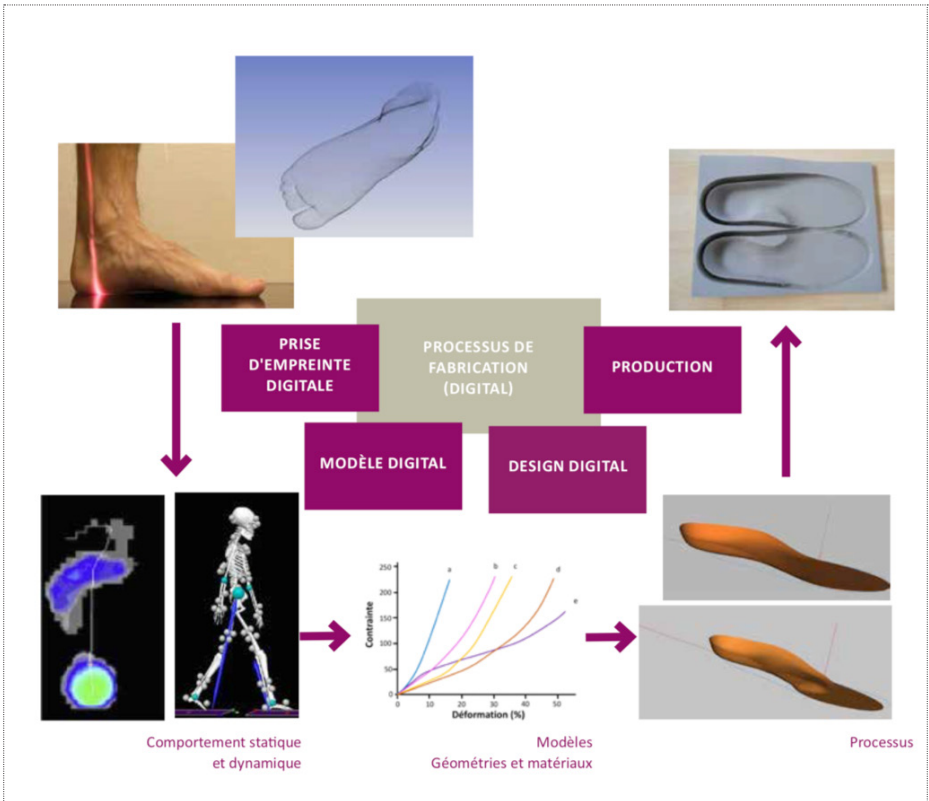 PRISE
D'EMPREINTE
DIGITALE
PROCESSUS DE
FABRICATION
(DIGITAL)
PRODUCTION
MODÈLE DIGITAL
DESIGN DIGITAL
Contrainte
250
200
150
100
50
0
a
b
c
d
e
0 10 20 30 40 50
Déformation (%)
Comportement statique
et dynamique
Modèles
Géométries et matériaux
Processus